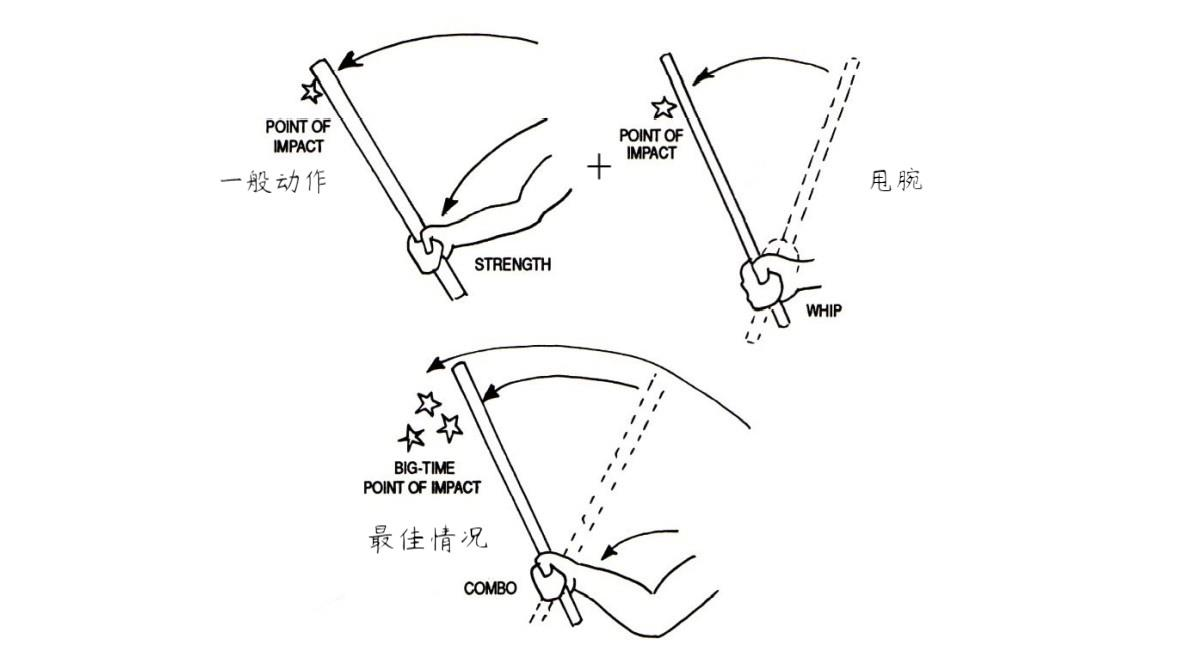 POINT OF
IMPACT
一般动作
STRENGTH
+
POINT OF
IMPACT
甩腕
WHIP
BIG-TIME
POINT OF IMPACT
最佳情况
COMBO